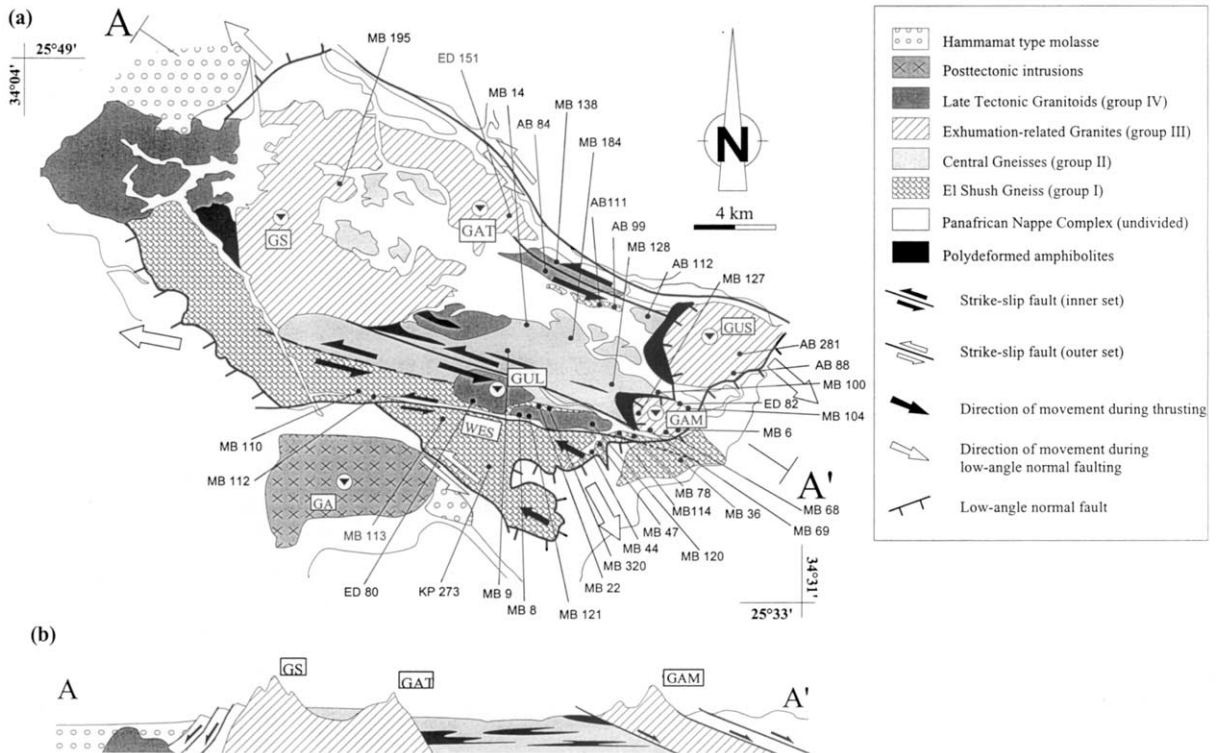 (a)
A
25°49'
34°04'
MB 195
ED 151
MB 14
AB 84
MB 138
MB 184
AB111
AB 99
MB 128
AB 112
MB 127
N
4 km
GS
GAT
GUS
GUL
GAM
WES
GA
AB 281
AB 88
MB 100
ED 82
MB 104
MB 6
A'
MB 110
MB 112
MB 113
ED 80
KP 273
MB 9
MB 8
MB 121
MB 22
MB 320
MB 44
MB 47
MB 120
MB114
MB 78
MB 36
MB 69
MB 68
34°31'
25°33'
Hammamat type molasse
Posttectonic intrusions
Late Tectonic Granitoids (group IV)
Exhumation-related Granites (group III)
Central Gneisses (group II)
El Shush Gneiss (group I)
Panafrican Nappe Complex (undivided)
Polydeformed amphibolites
Strike-slip fault (inner set)
Strike-slip fault (outer set)
Direction of movement during thrusting
Direction of movement during
low-angle normal faulting
Low-angle normal fault
(b)
A
GS
GAT
GAM
A'